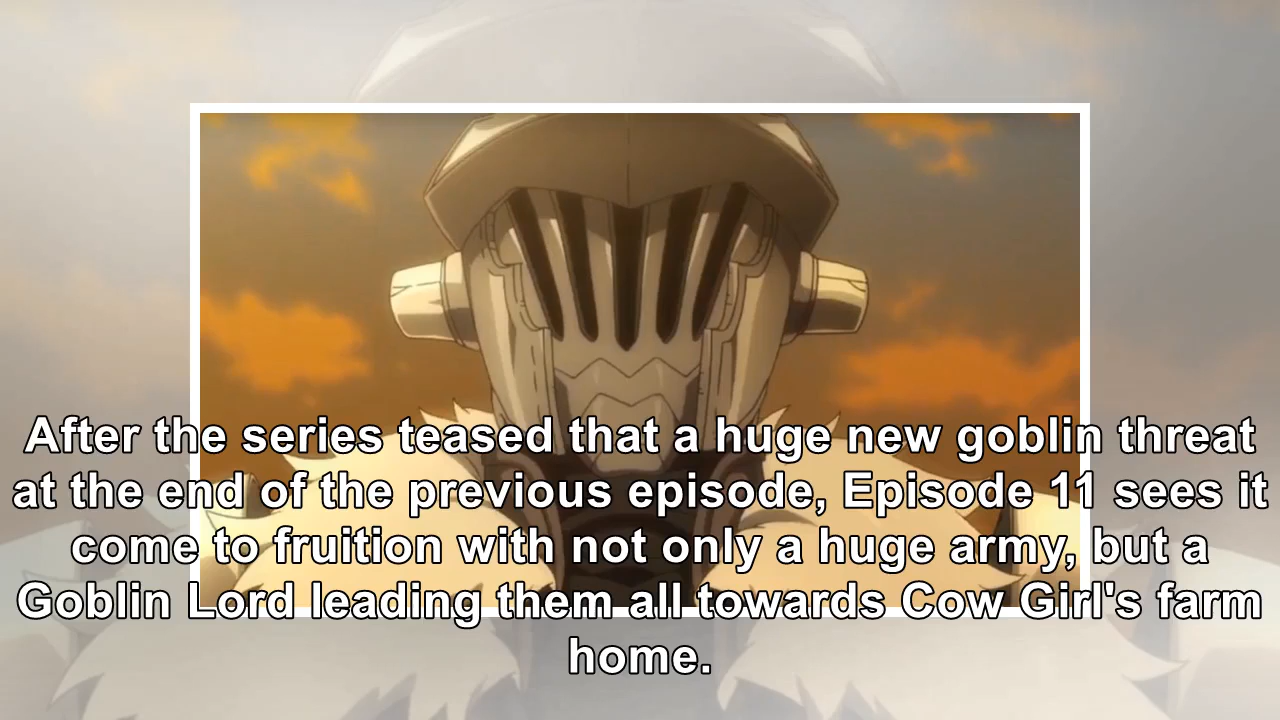 After the series teased that a huge new goblin threat
at the end of the previous episode, Episode 11 sees it
come to fruition with not only a huge army, but a
Goblin Lord leading them all towards Cow Girl's farm
home.